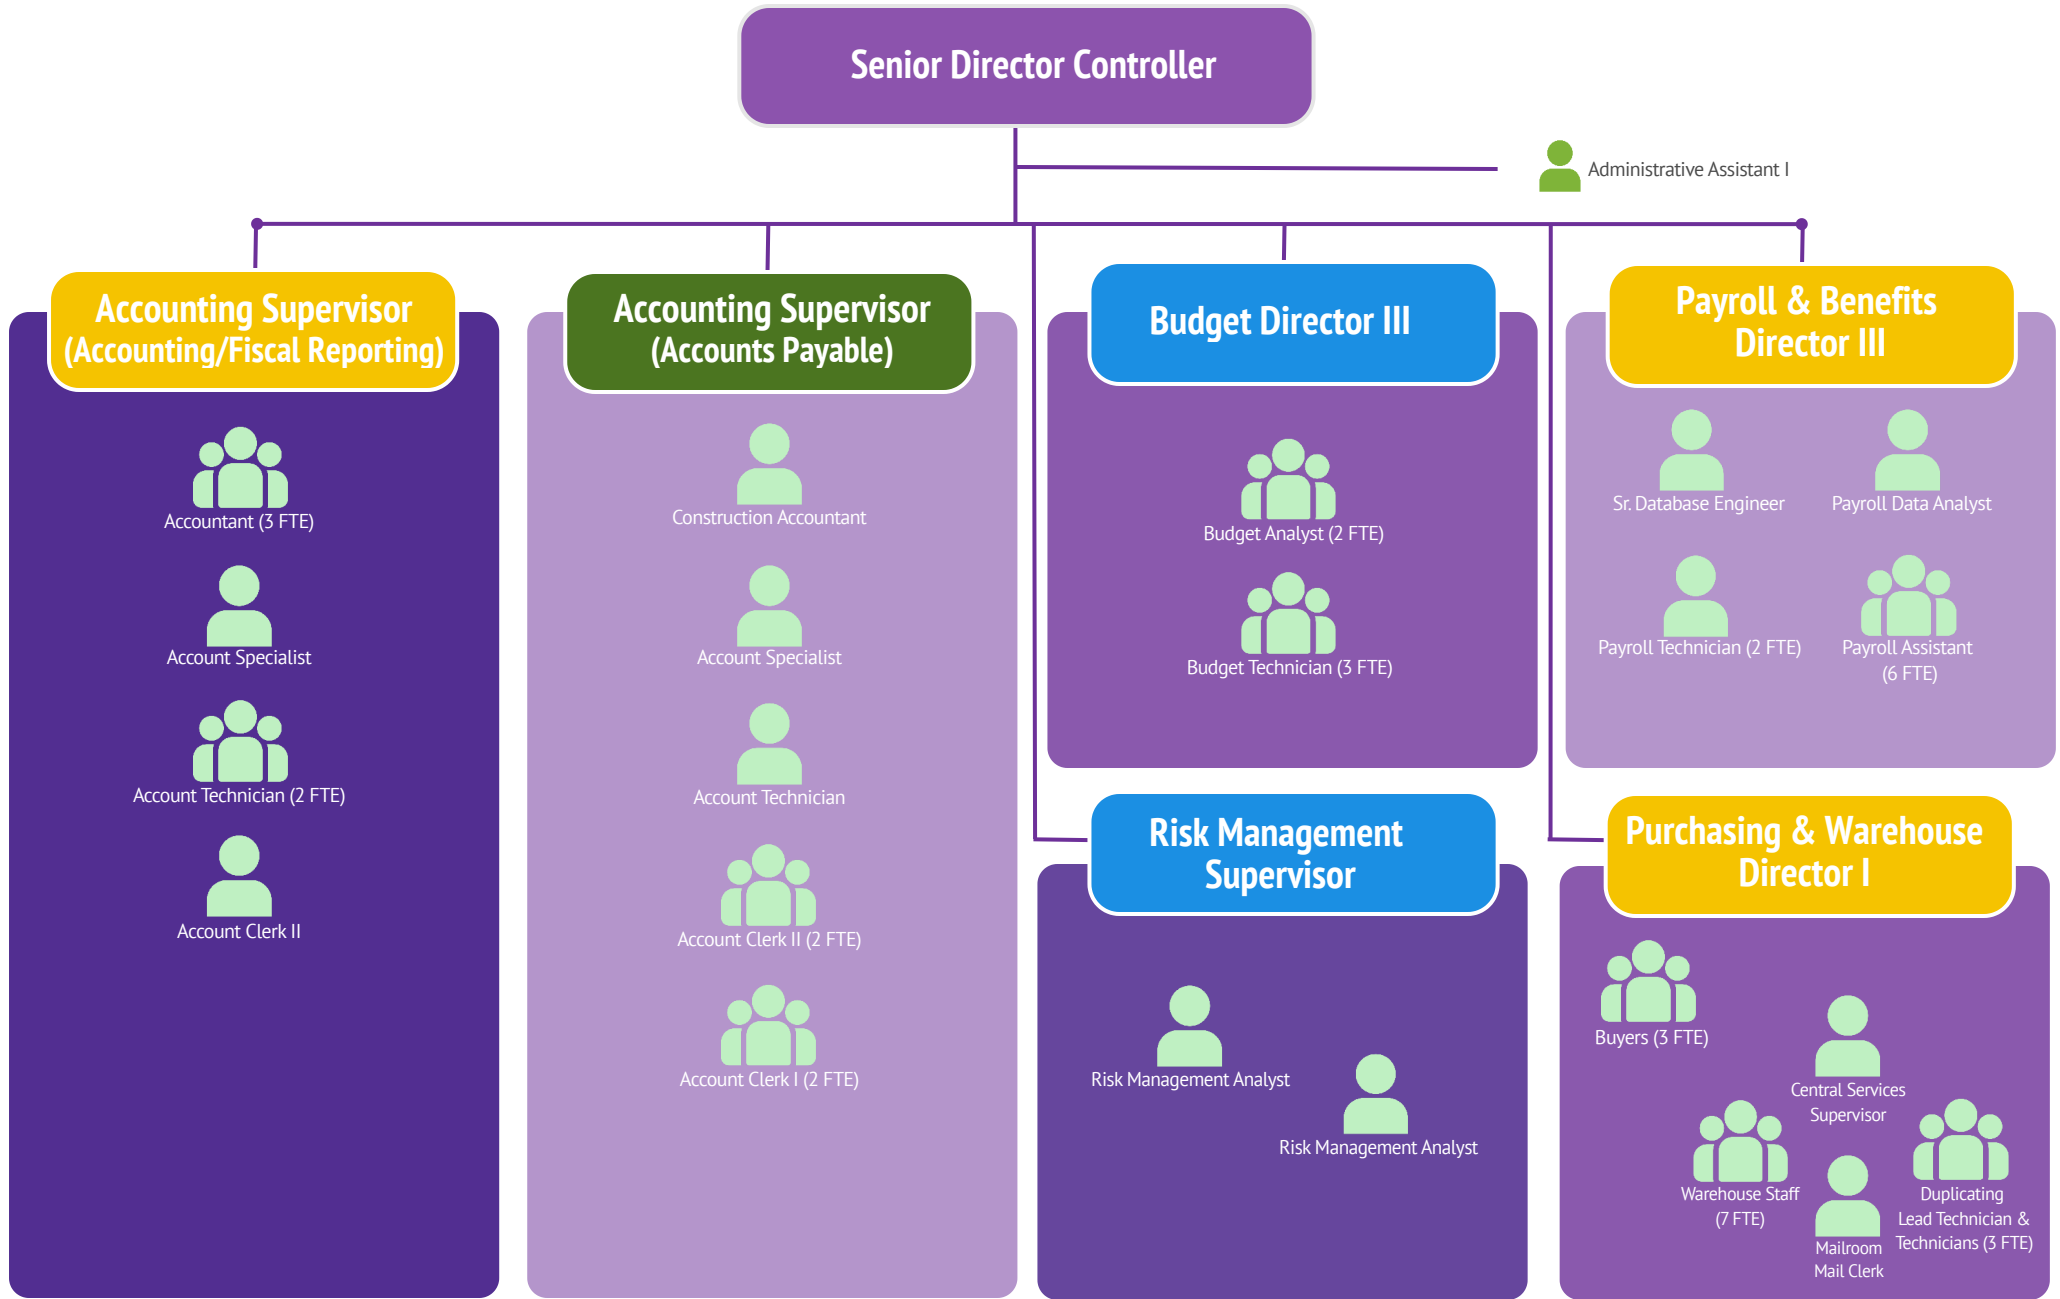 Senior Director Controller
Administrative Assistant I
Accounting Supervisor
(Accounting/Fiscal Reporting)
Accountant (3 FTE)
Account Specialist
Account Technician (2 FTE)
Account Clerk II
Accounting Supervisor
(Accounts Payable)
Construction Accountant
Account Specialist
Account Technician
Account Clerk II (2 FTE)
Account Clerk I (2 FTE)
Budget Director III
Budget Analyst (2 FTE)
Budget Technician (3 FTE)
Payroll & Benefits
Director III
Sr. Database Engineer
Payroll Data Analyst
Payroll Technician (2 FTE)
Payroll Assistant
(6 FTE)
Risk Management
Supervisor
Risk Management Analyst
Risk Management Analyst
Purchasing & Warehouse
Director I
Buyers (3 FTE)
Central Services
Supervisor
Warehouse Staff
(7 FTE)
Mailroom
Mail Clerk
Duplicating
Lead Technician &
Technicians (3 FTE)